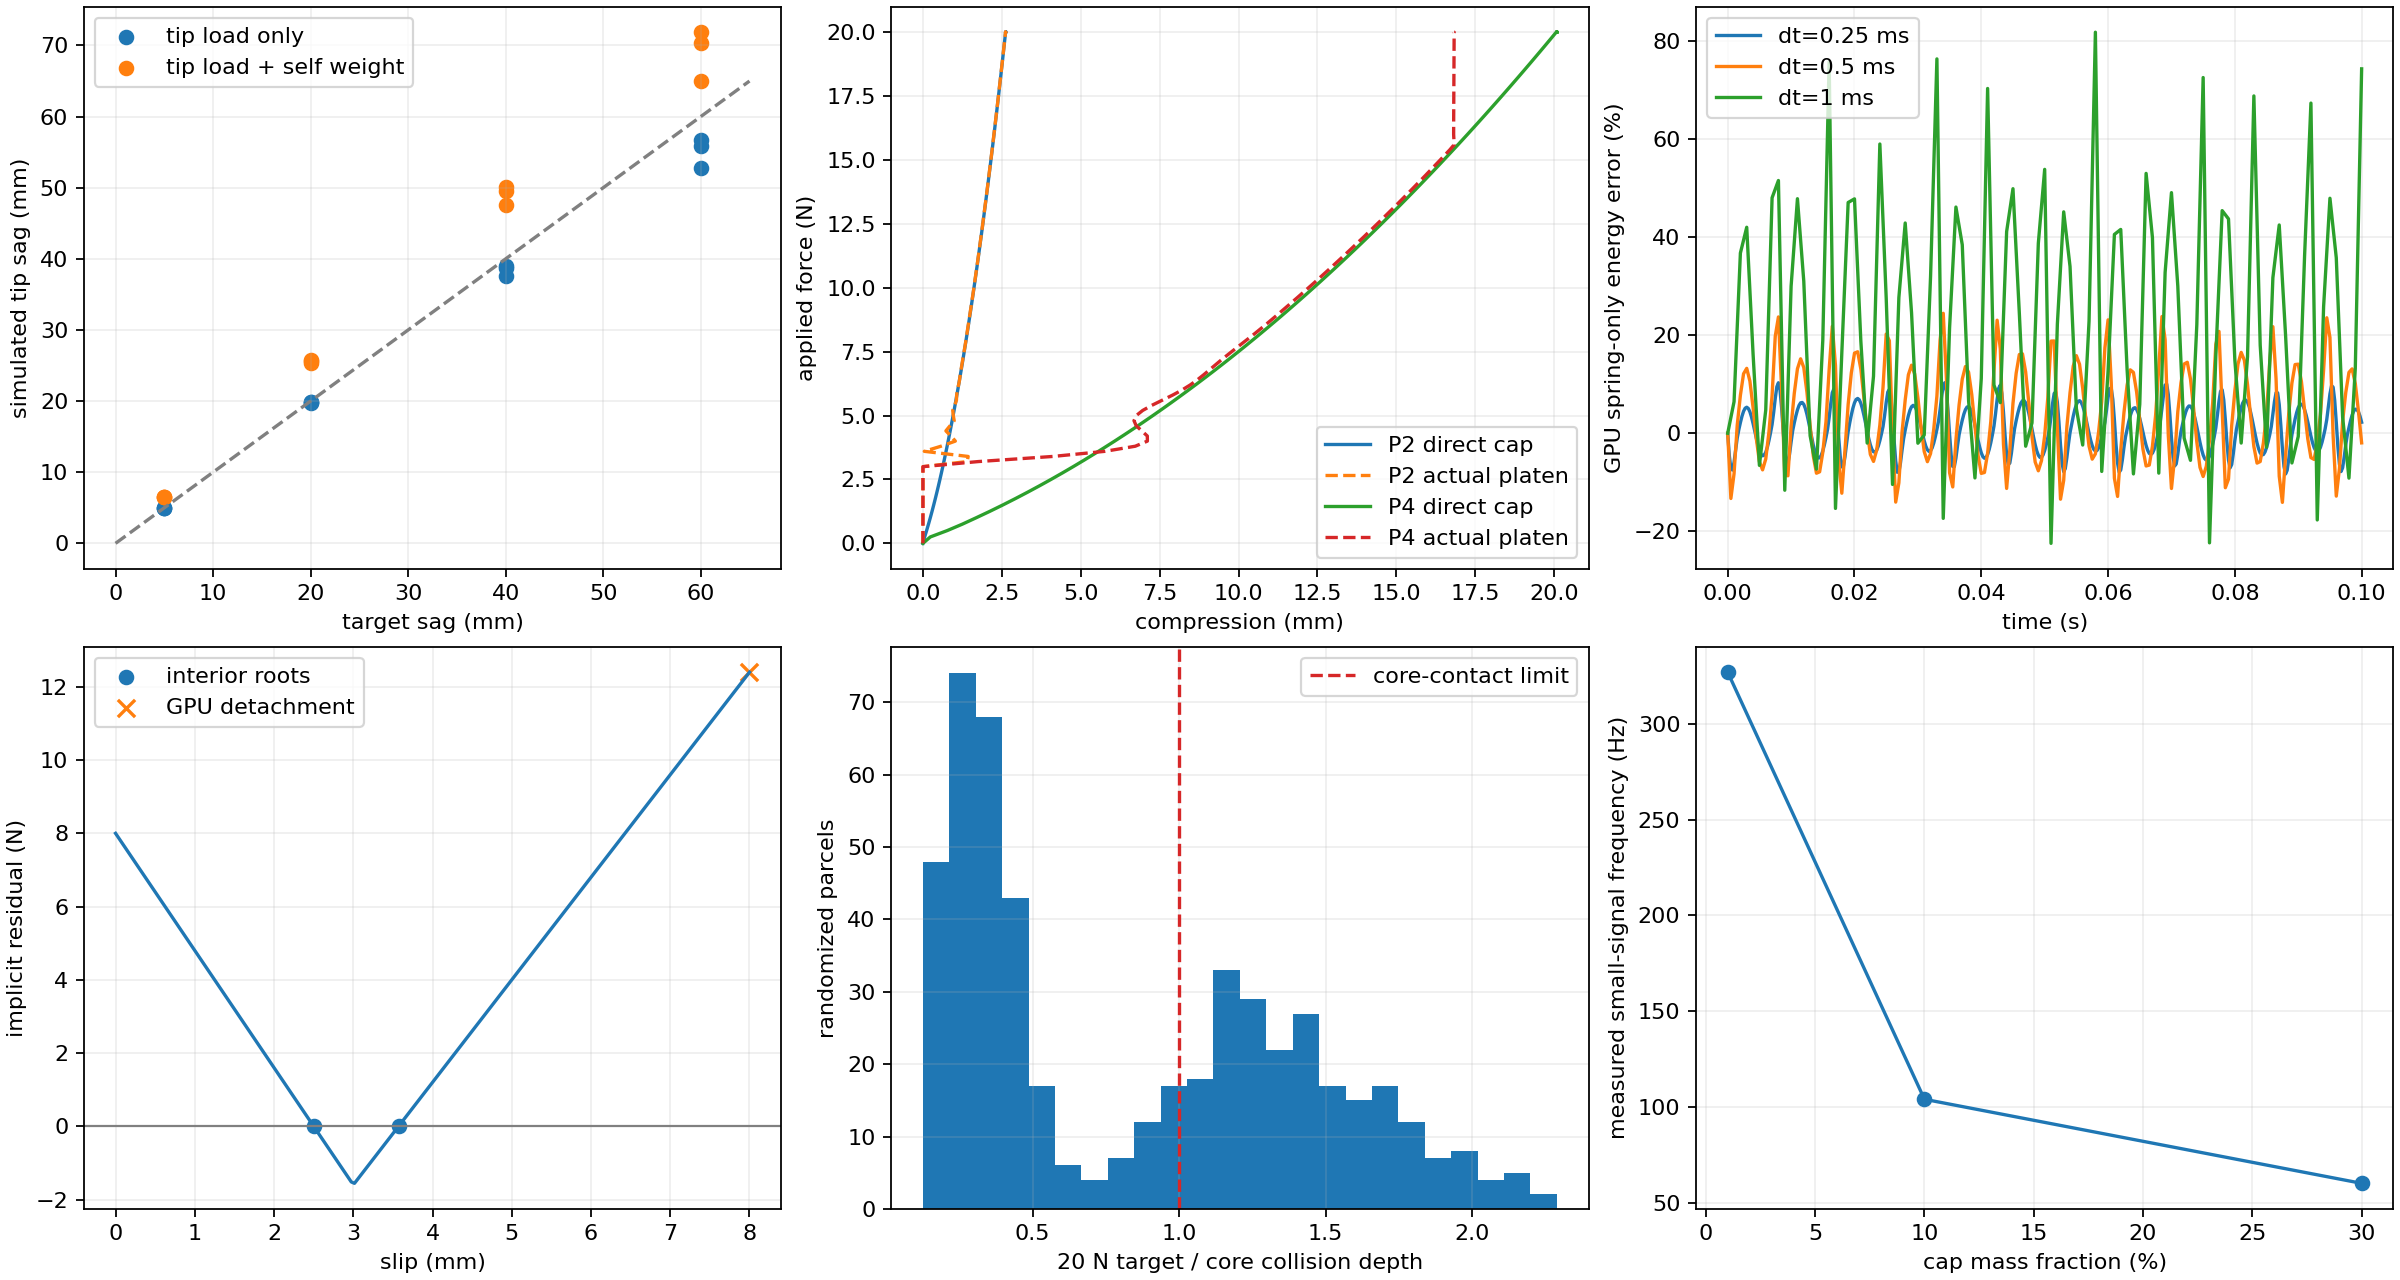 simulated tip sag (mm)
70
60
50
40
30
20
10
0
tip load only
tip load + self weight
0 10 20 30 40 50 60
target sag (mm)
applied force (N)
20.0
17.5
15.0
12.5
10.0
7.5
5.0
2.5
0.0
P2 direct cap
P2 actual platen
P4 direct cap
P4 actual platen
0.0 2.5 5.0 7.5 10.0 12.5 15.0 17.5 20.0
compression (mm)
GPU spring-only energy error (%)
80
60
40
20
0
−20
dt=0.25 ms
dt=0.5 ms
dt=1 ms
0.00 0.02 0.04 0.06 0.08 0.10
time (s)
implicit residual (N)
12
10
8
6
4
2
0
−2
interior roots
GPU detachment
0 1 2 3 4 5 6 7 8
slip (mm)
randomized parcels
70
60
50
40
30
20
10
0
core-contact limit
0.5 1.0 1.5 2.0
20 N target / core collision depth
measured small-signal frequency (Hz)
300
250
200
150
100
50
0 5 10 15 20 25 30
cap mass fraction (%)